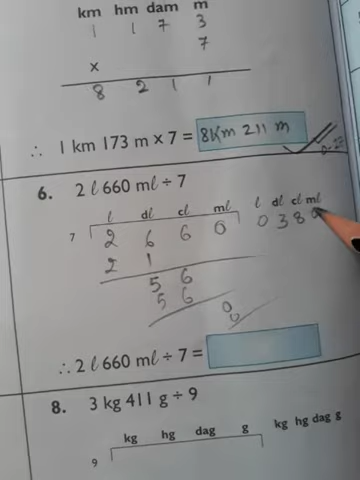 km hm dam m
1 1 7 3
7
x
8 2 1 1
∴ 1 km 173 m x 7 = 8Km 211 m
6. 2 l 660 ml ÷ 7
l dl cl ml l dl cl ml
7 2 6 6 0 0 3 8 0
2 1
5 6
5 6
0
0
∴ 2 l 660 ml ÷ 7 =
8. 3 kg 411 g ÷ 9
kg hg dag g kg hg dag g
9